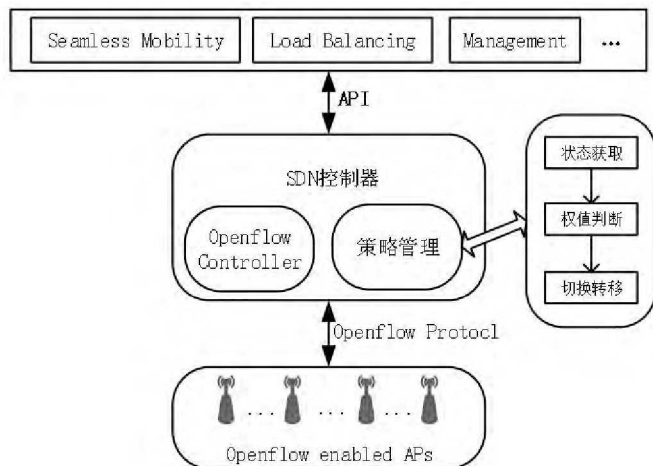 Seamless Mobility
Load Balancing
Management
...
API
SDN控制器
Openflow
Controller
策略管理
状态获取
权值判断
切换转移
Openflow Protocl
... ... ...
Openflow enabled APs